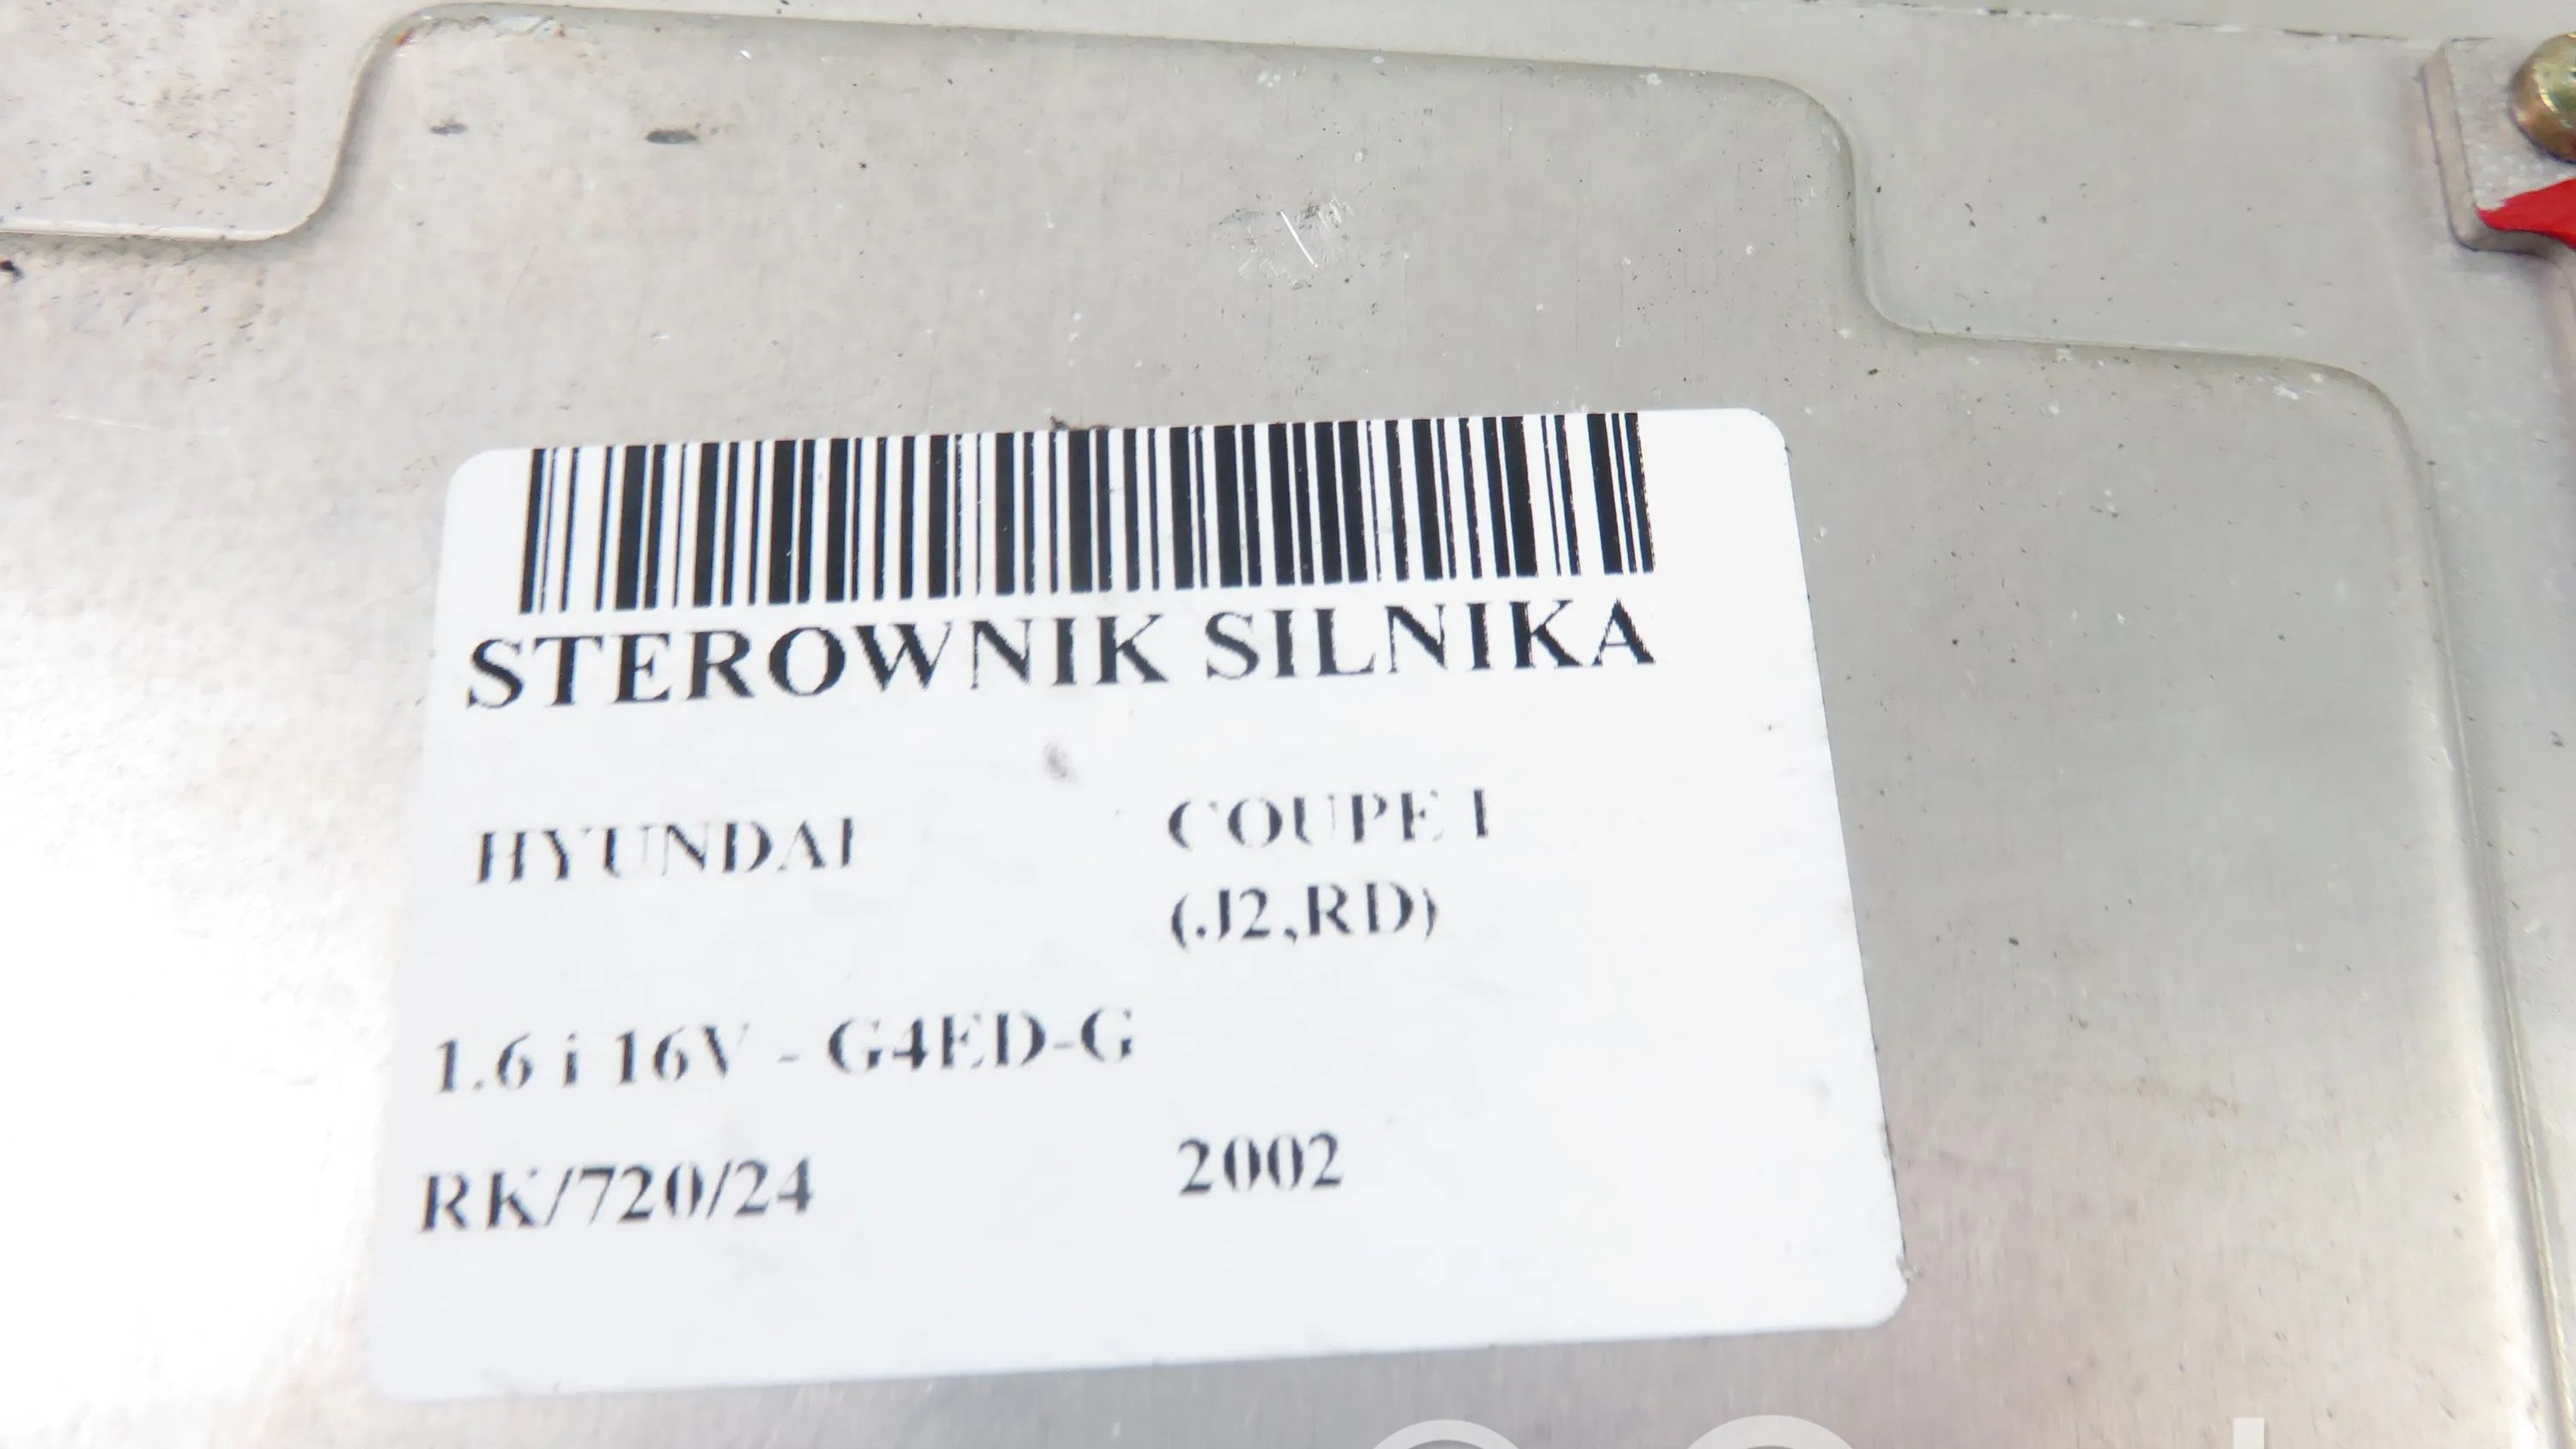 STEROWNIK SILNIKA
HYUNDAI COUPE I
(J2,RD)
1.6 i 16V - G4ED-G
RK/720/24 2002